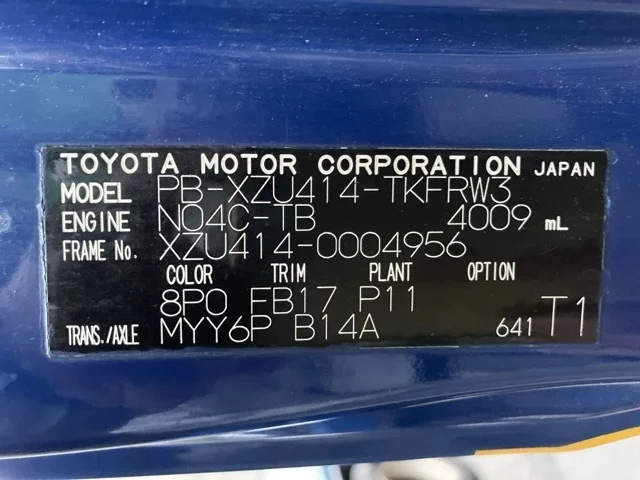 TOYOTA MOTOR CORPORATION JAPAN
MODEL PB-XZU414-TKFRW3
ENGINE N04C-TB 4009 mL
FRAME No. XZU414-0004956
COLOR TRIM PLANT OPTION
8P0 FB17 P11
TRANS./AXLE MYY6P B14A 641 T1